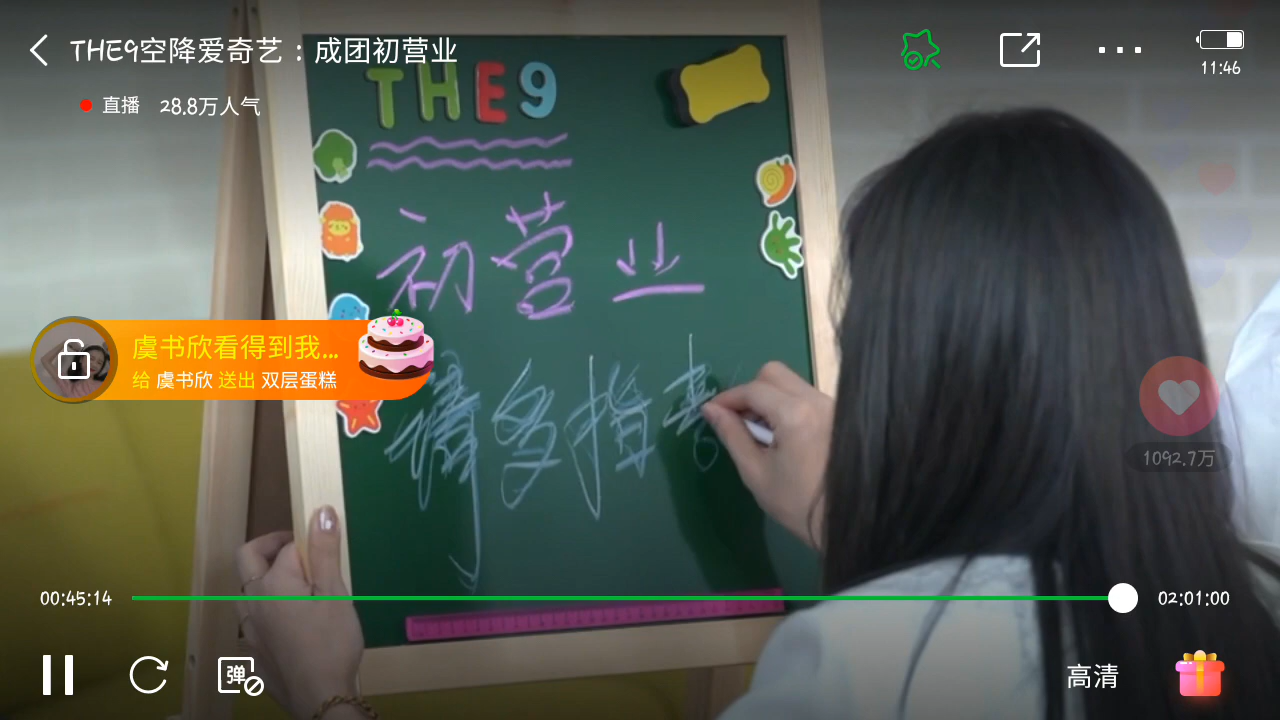 THE9空降爱奇艺：成团初营业
11:46
直播 28.8万人气
THE9
初营业
虞书欣看得到我...
给 虞书欣 送出 双层蛋糕
请多指
1092.7万
00:45:14
02:01:00
弹
高清